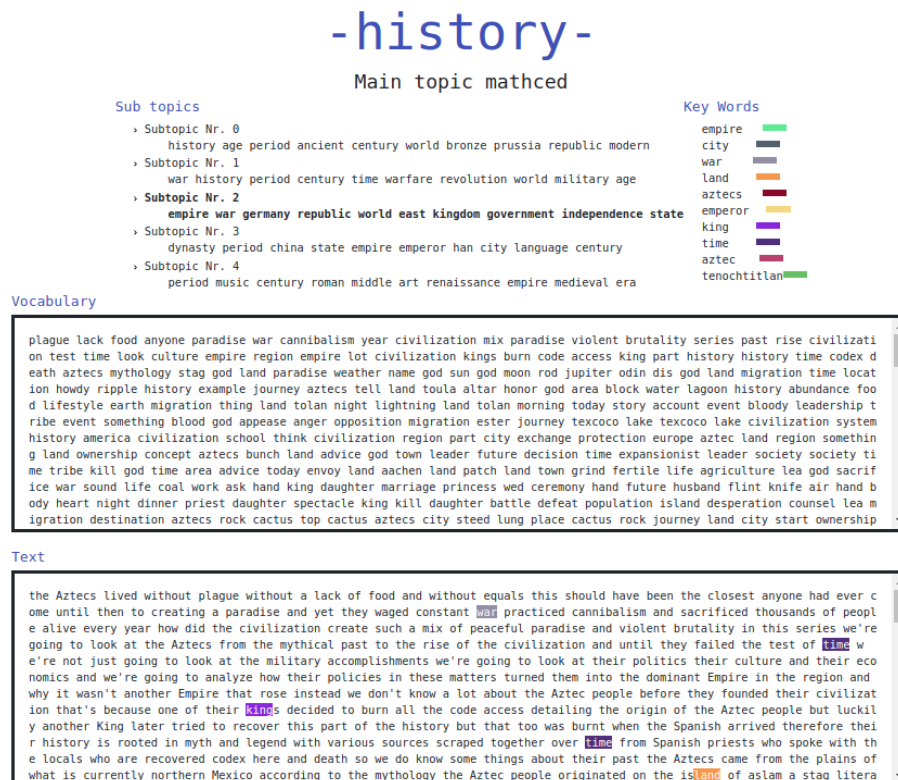 -history-
Main topic mathced
Sub topics
› Subtopic Nr. 0
history age period ancient century world bronze prussia republic modern
› Subtopic Nr. 1
war history period century time warfare revolution world military age
› Subtopic Nr. 2
empire war germany republic world east kingdom government independence state
› Subtopic Nr. 3
dynasty period china state empire emperor han city language century
› Subtopic Nr. 4
period music century roman middle art renaissance empire medieval era
Key Words
empire
city
war
land
aztecs
emperor
king
time
aztec
tenochtitlan
Vocabulary
plague lack food anyone paradise war cannibalism year civilization mix paradise violent brutality series past rise civilizati
on test time look culture empire region empire lot civilization kings burn code access king part history history time codex d
eath aztecs mythology stag god land paradise weather name god sun god moon rod jupiter odin dis god land migration time locat
ion howdy ripple history example journey aztecs tell land toula altar honor god area block water lagoon history abundance foo
d lifestyle earth migration thing land tolan night lightning land tolan morning today story account event bloody leadership t
ribe event something blood god appease anger opposition migration ester journey texcoco lake texcoco lake civilization system
history america civilization school think civilization region part city exchange protection europe aztec land region somethin
g land ownership concept aztecs bunch land advice god town leader future decision time expansionist leader society society ti
me tribe kill god time area advice today envoy land aachen land patch land town grind fertile life agriculture lea god sacrif
ice war sound life coal work ask hand king daughter marriage princess wed ceremony hand future husband flint knife air hand b
ody heart night dinner priest daughter spectacle king kill daughter battle defeat population island desperation counsel lea m
igration destination aztecs rock cactus top cactus aztecs city steed lung place cactus rock journey land city start ownership
Text
the Aztecs lived without plague without a lack of food and without equals this should have been the closest anyone had ever c
ome until then to creating a paradise and yet they waged constant war practiced cannibalism and sacrificed thousands of peopl
e alive every year how did the civilization create such a mix of peaceful paradise and violent brutality in this series we're
going to look at the Aztecs from the mythical past to the rise of the civilization and until they failed the test of time w
e're not just going to look at the military accomplishments we're going to look at their politics their culture and their eco
nomics and we're going to analyze how their policies in these matters turned them into the dominant Empire in the region and
why it wasn't another Empire that rose instead we don't know a lot about the Aztec people before they founded their civilizat
ion that's because one of their kings decided to burn all the code access detailing the origin of the Aztec people but luckil
y another King later tried to recover this part of the history but that too was burnt when the Spanish arrived therefore thei
r history is rooted in myth and legend with various sources scraped together over time from Spanish priests who spoke with th
e locals who are recovered codex here and death so we do know some things about their past the Aztecs came from the plains of
what is currently northern Mexico according to the mythology the Aztec people originated on the island of aslam a stag litera